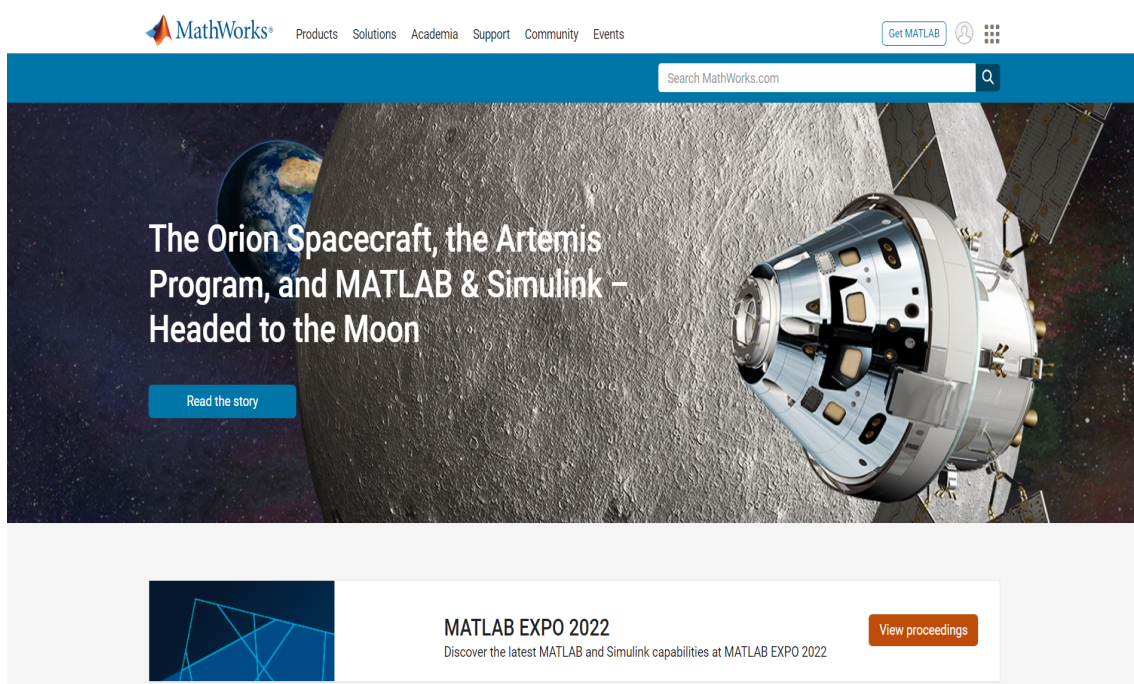 MathWorks®
Products Solutions Academia Support Community Events
Get MATLAB
Search MathWorks.com
The Orion Spacecraft, the Artemis
Program, and MATLAB & Simulink –
Headed to the Moon
Read the story
MATLAB EXPO 2022
Discover the latest MATLAB and Simulink capabilities at MATLAB EXPO 2022
View proceedings